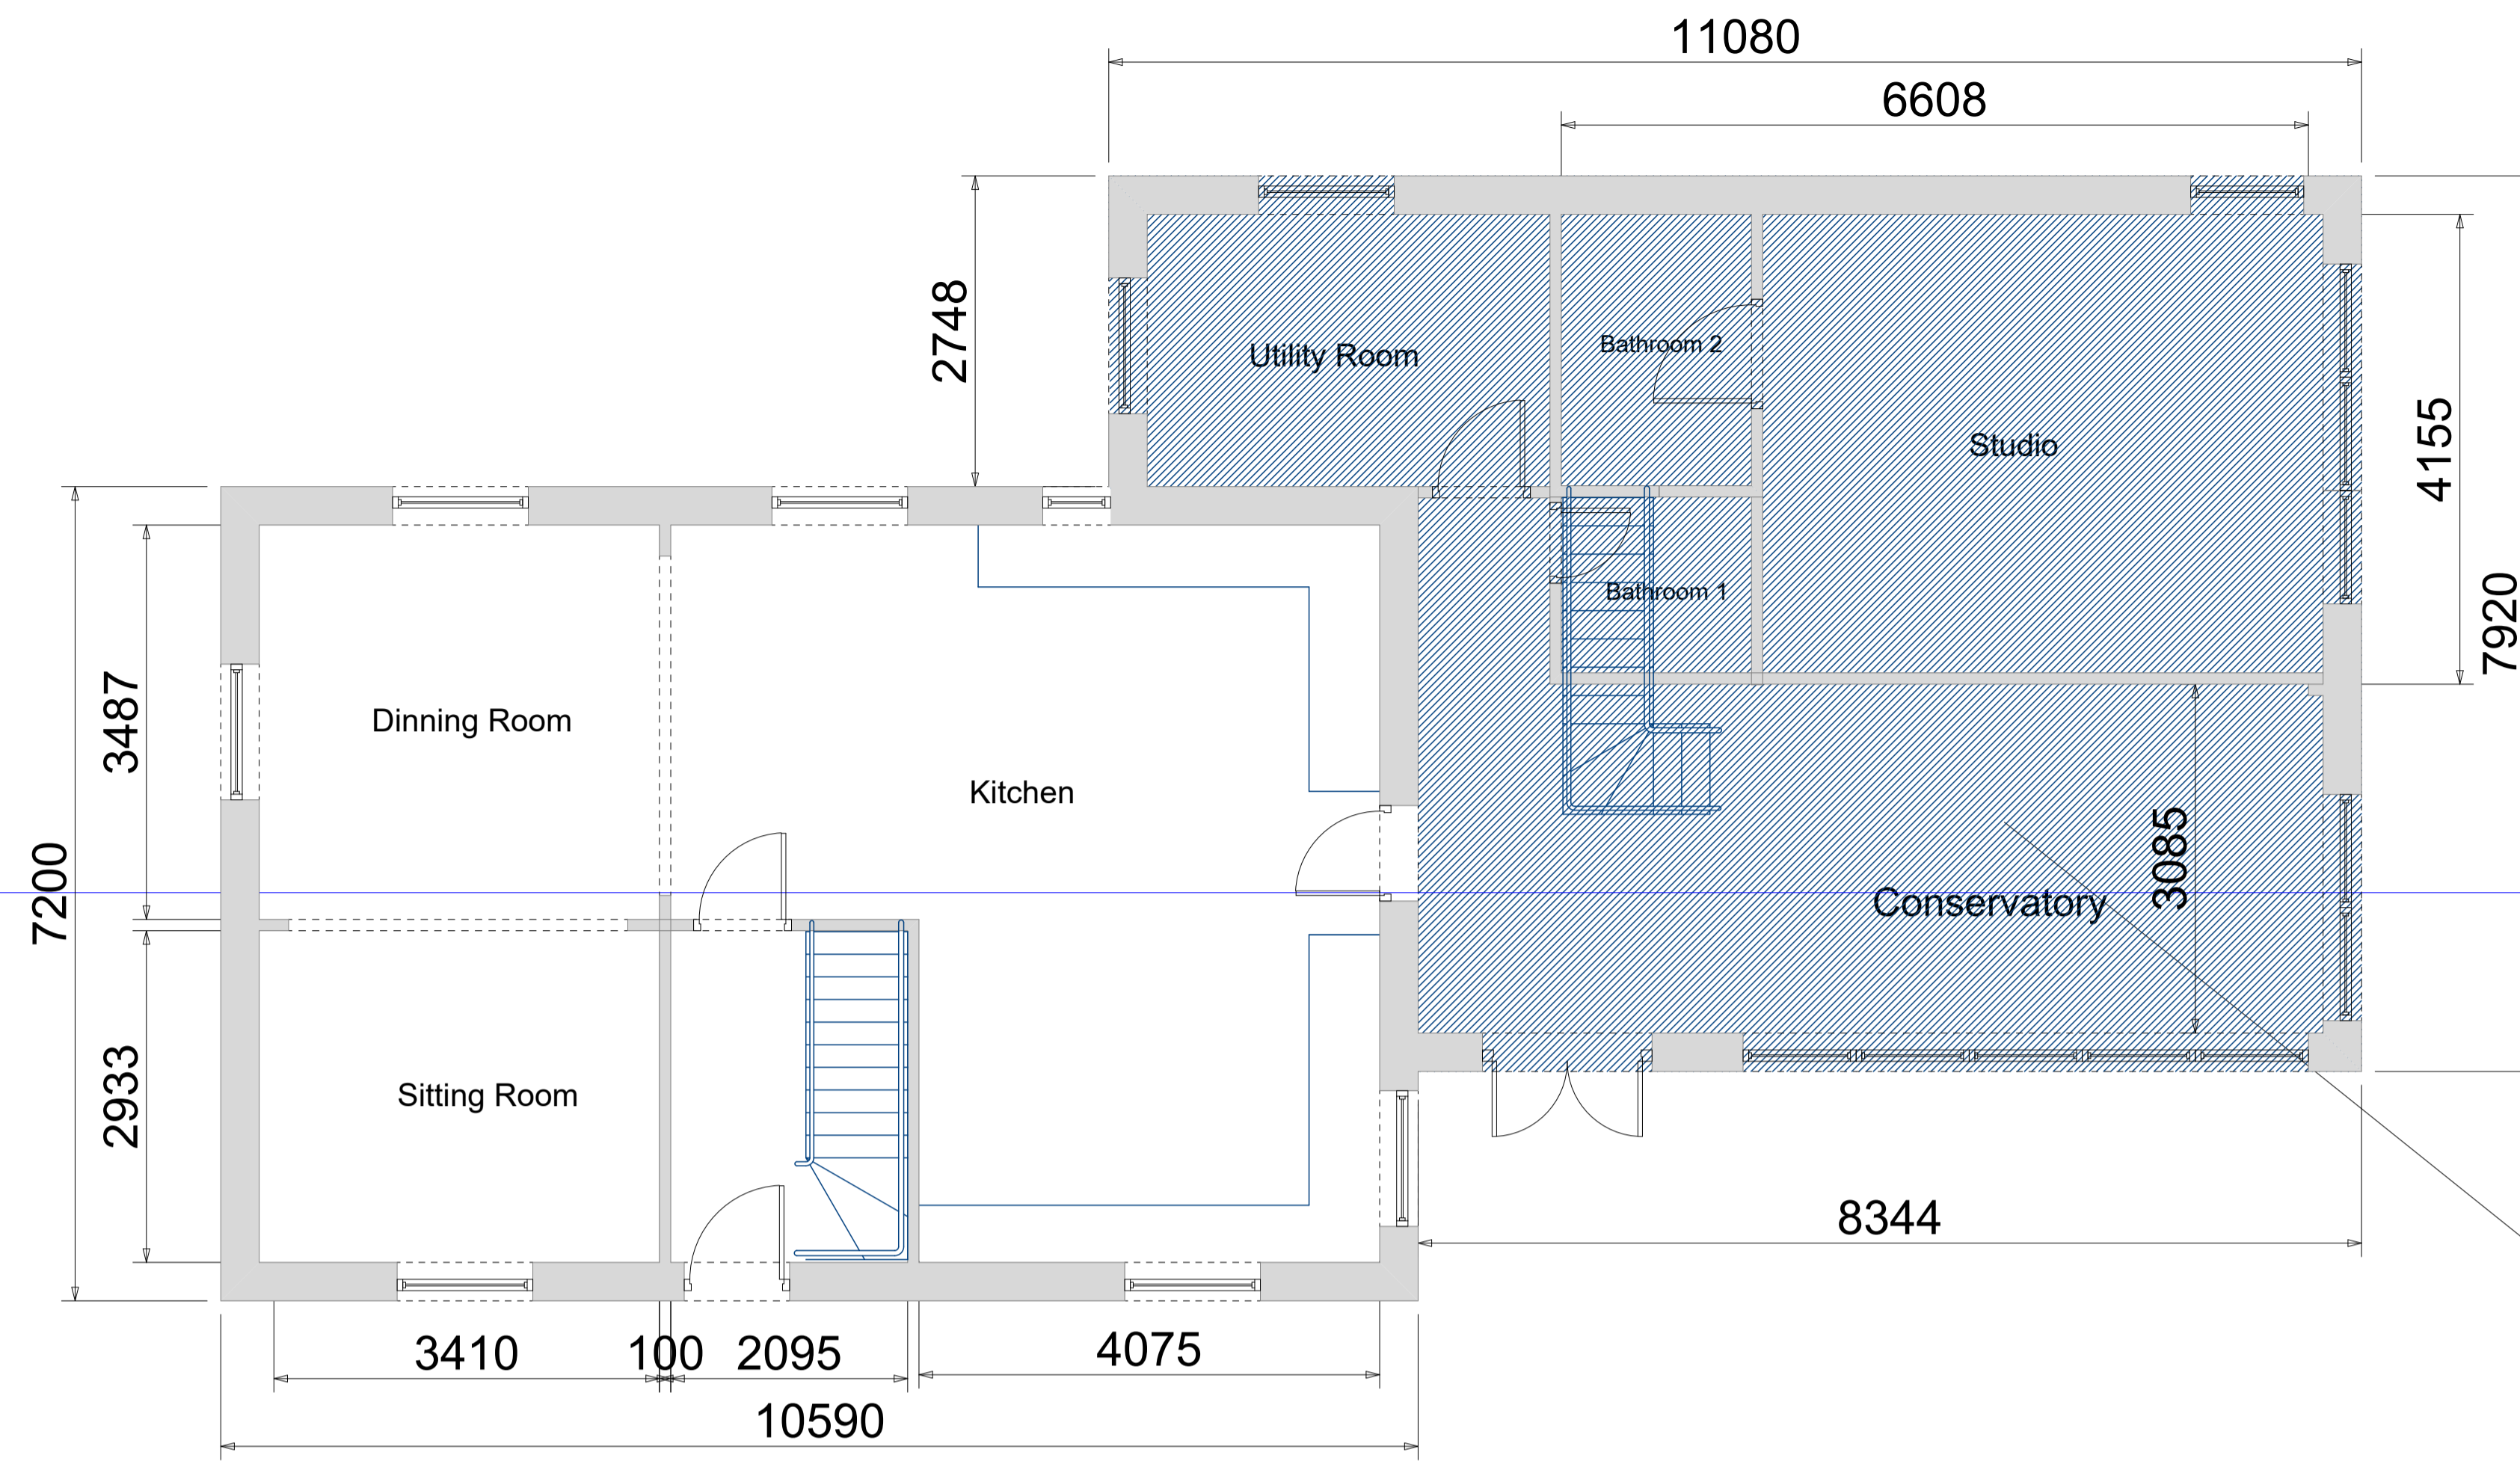 11080
6608
2748
Utility Room
Bathroom 2
Studio
4155
7920
Bathroom 1
3487
Dinning Room
Kitchen
7200
3085
Conservatory
2933
Sitting Room
8344
3410
100
2095
4075
10590